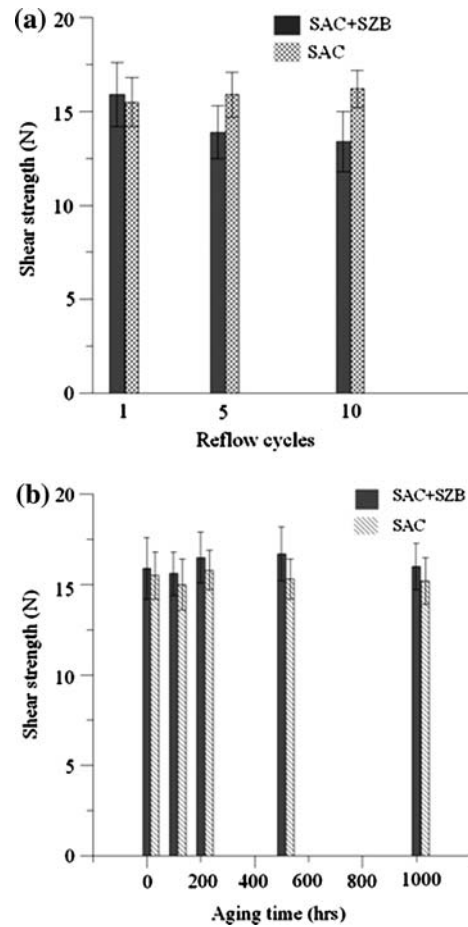 (a)
20
SAC+SZB
SAC
15
10
5
0
Shear strength (N)
1 5 10
Reflow cycles
(b)
20
SAC+SZB
SAC
15
10
5
0
Shear strength (N)
0 200 400 600 800 1000
Aging time (hrs)